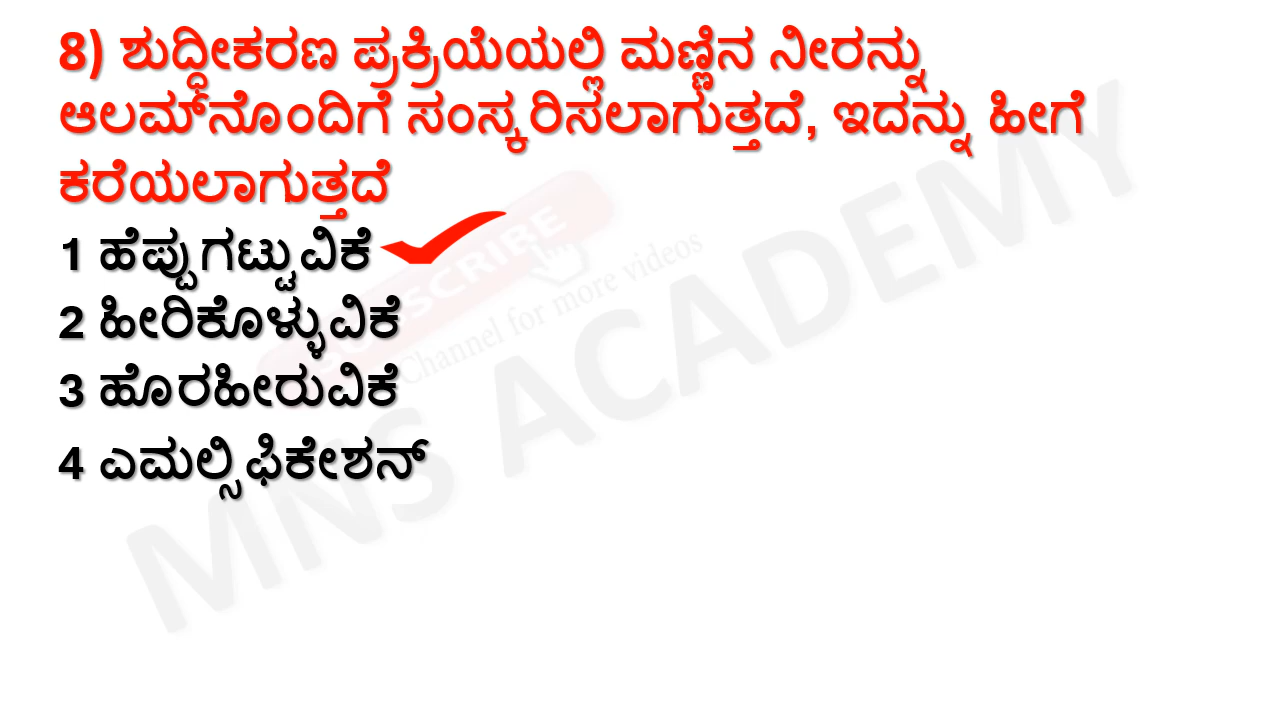 8) ಶುದ್ಧೀಕರಣ ಪ್ರಕ್ರಿಯೆಯಲ್ಲಿ ಮಣ್ಣಿನ ನೀರನ್ನು
ಆಲಮ್‌ನೊಂದಿಗೆ ಸಂಸ್ಕರಿಸಲಾಗುತ್ತದೆ, ಇದನ್ನು ಹೀಗೆ
ಕರೆಯಲಾಗುತ್ತದೆ
1 ಹೆಪ್ಪುಗಟ್ಟುವಿಕೆ
2 ಹೀರಿಕೊಳ್ಳುವಿಕೆ
3 ಹೊರಹೀರುವಿಕೆ
4 ಎಮಲ್ಸಿಫಿಕೇಶನ್
SUBSCRIBE
Channel for more videos
MNS ACADEMY